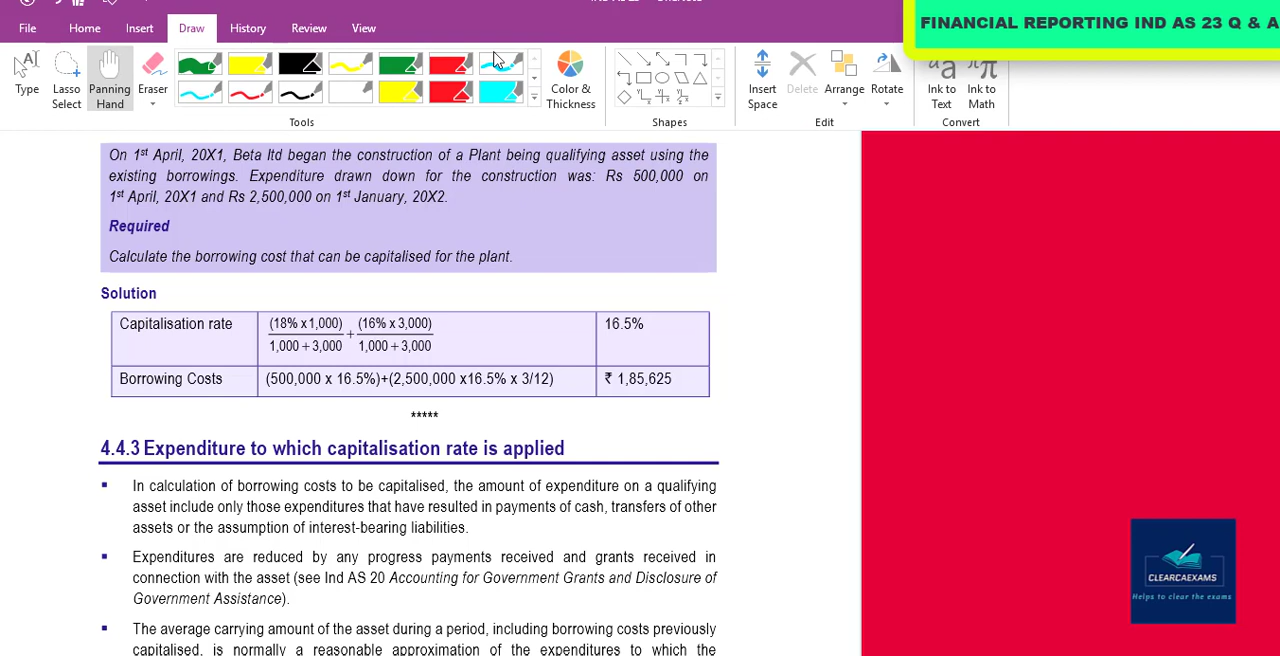 File Home Insert Draw History Review View
FINANCIAL REPORTING IND AS 23 Q & A
Type
Lasso Select
Panning Hand
Eraser
Color & Thickness
Insert Space
Delete
Arrange
Rotate
Ink to Text
Ink to Math
Tools
Shapes
Edit
Convert
On 1st April, 20X1, Beta ltd began the construction of a Plant being qualifying asset using the
existing borrowings. Expenditure drawn down for the construction was: Rs 500,000 on
1st April, 20X1 and Rs 2,500,000 on 1st January, 20X2.
Required
Calculate the borrowing cost that can be capitalised for the plant.
Solution
Capitalisation rate (18% x 1,000) / 1,000 + 3,000 + (16% x 3,000) / 1,000 + 3,000 16.5%
Borrowing Costs (500,000 x 16.5%)+(2,500,000 x16.5% x 3/12) ₹ 1,85,625
*****
4.4.3 Expenditure to which capitalisation rate is applied
▪ In calculation of borrowing costs to be capitalised, the amount of expenditure on a qualifying
asset include only those expenditures that have resulted in payments of cash, transfers of other
assets or the assumption of interest-bearing liabilities.
▪ Expenditures are reduced by any progress payments received and grants received in
connection with the asset (see Ind AS 20 Accounting for Government Grants and Disclosure of
Government Assistance).
▪ The average carrying amount of the asset during a period, including borrowing costs previously
capitalised, is normally a reasonable approximation of the expenditures to which the
CLEARCAEXAMS
Helps to clear the exams